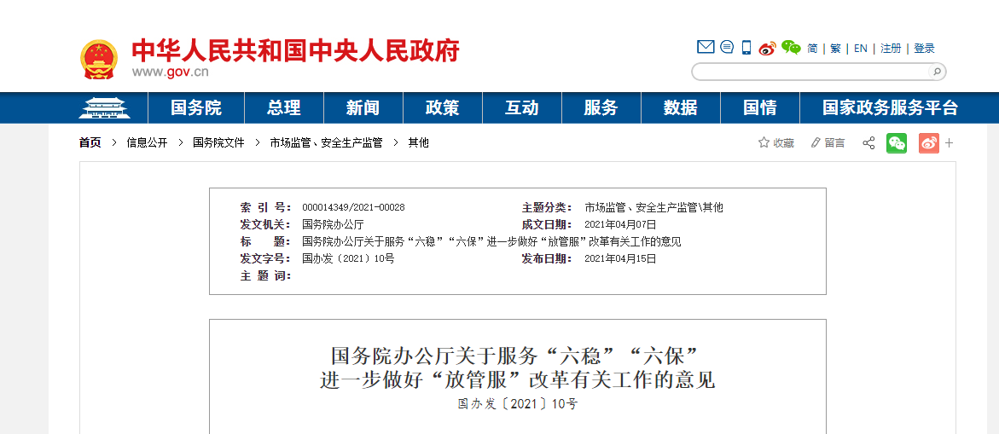 中华人民共和国中央人民政府
www.gov.cn
简 | 繁 | EN | 注册 | 登录
国务院 总理 新闻 政策 互动 服务 数据 国情 国家政务服务平台
首页 > 信息公开 > 国务院文件 > 市场监管、安全生产监管 > 其他
收藏 留言
索 引 号： 000014349/2021-00028 主题分类： 市场监管、安全生产监管\其他
发文机关： 国务院办公厅 成文日期： 2021年04月07日
标 题： 国务院办公厅关于服务“六稳”“六保”进一步做好“放管服”改革有关工作的意见
发文字号： 国办发〔2021〕10号 发布日期： 2021年04月15日
主 题 词：
国务院办公厅关于服务“六稳”“六保”
进一步做好“放管服”改革有关工作的意见
国办发〔2021〕10号